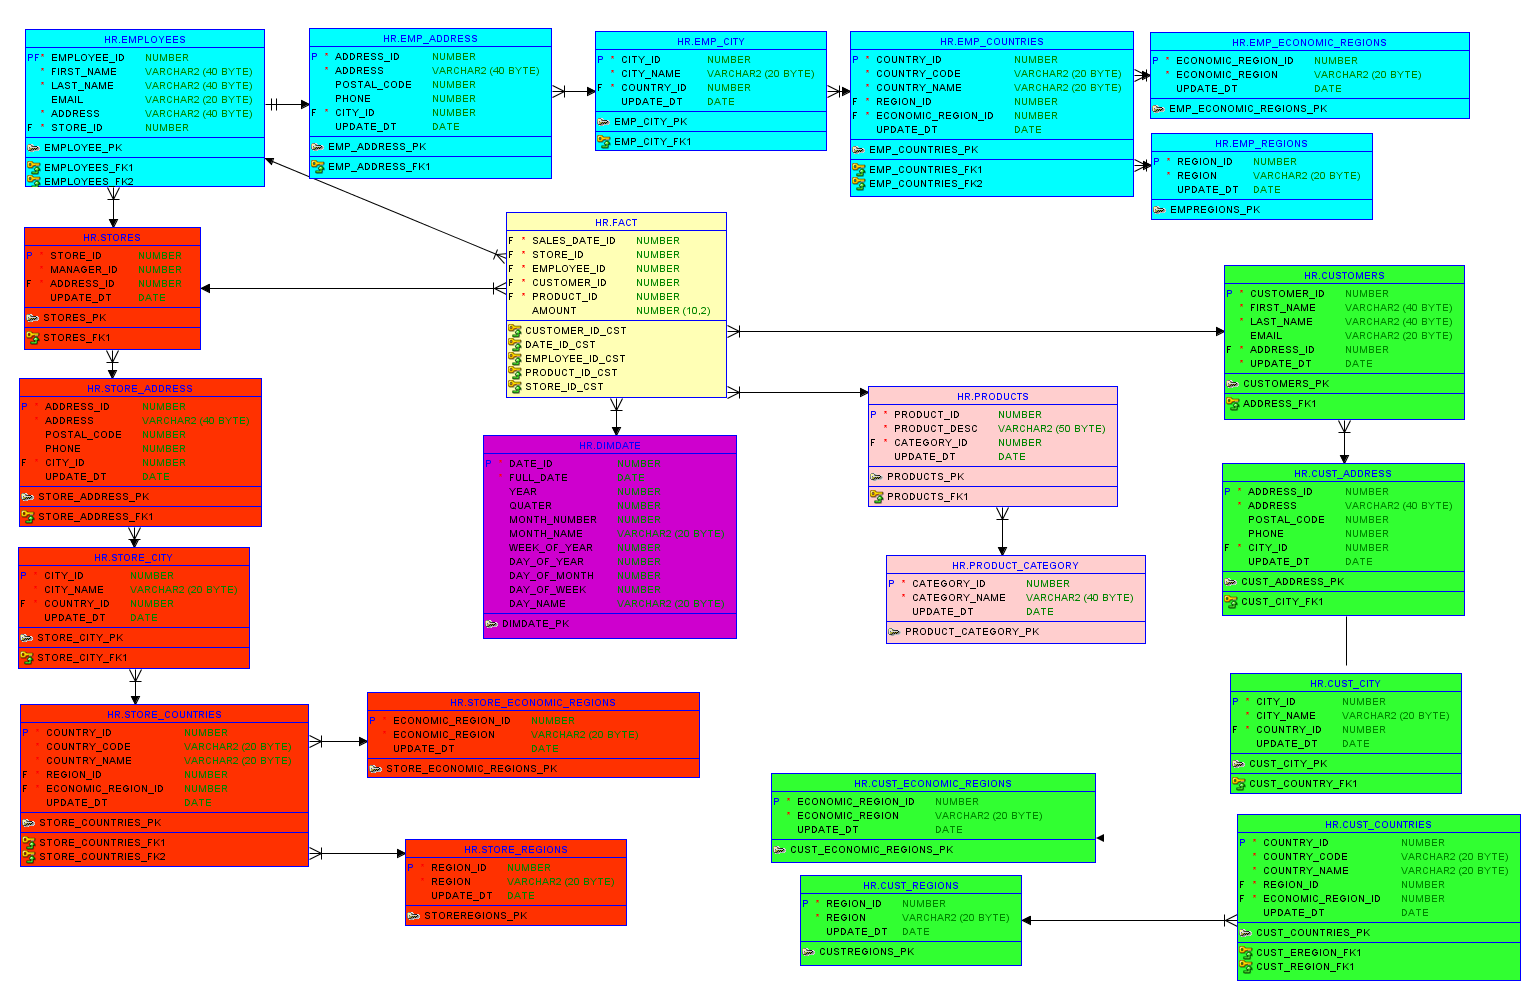 HR.EMPLOYEES
PF* EMPLOYEE_ID NUMBER
* FIRST_NAME VARCHAR2 (40 BYTE)
* LAST_NAME VARCHAR2 (40 BYTE)
EMAIL VARCHAR2 (20 BYTE)
* ADDRESS VARCHAR2 (40 BYTE)
F * STORE_ID NUMBER
EMPLOYEE_PK
EMPLOYEES_FK1
EMPLOYEES_FK2
HR.EMP_ADDRESS
P * ADDRESS_ID NUMBER
* ADDRESS VARCHAR2 (40 BYTE)
POSTAL_CODE NUMBER
PHONE NUMBER
F * CITY_ID NUMBER
UPDATE_DT DATE
EMP_ADDRESS_PK
EMP_ADDRESS_FK1
HR.EMP_CITY
P * CITY_ID NUMBER
* CITY_NAME VARCHAR2 (20 BYTE)
F * COUNTRY_ID NUMBER
UPDATE_DT DATE
EMP_CITY_PK
EMP_CITY_FK1
HR.EMP_COUNTRIES
P * COUNTRY_ID NUMBER
* COUNTRY_CODE VARCHAR2 (20 BYTE)
* COUNTRY_NAME VARCHAR2 (20 BYTE)
F * REGION_ID NUMBER
F * ECONOMIC_REGION_ID NUMBER
UPDATE_DT DATE
EMP_COUNTRIES_PK
EMP_COUNTRIES_FK1
EMP_COUNTRIES_FK2
HR.EMP_ECONOMIC_REGIONS
P * ECONOMIC_REGION_ID NUMBER
* ECONOMIC_REGION VARCHAR2 (20 BYTE)
UPDATE_DT DATE
EMP_ECONOMIC_REGIONS_PK
HR.EMP_REGIONS
P * REGION_ID NUMBER
* REGION VARCHAR2 (20 BYTE)
UPDATE_DT DATE
EMPREGIONS_PK
HR.STORES
P * STORE_ID NUMBER
* MANAGER_ID NUMBER
F * ADDRESS_ID NUMBER
UPDATE_DT DATE
STORES_PK
STORES_FK1
HR.FACT
F * SALES_DATE_ID NUMBER
F * STORE_ID NUMBER
F * EMPLOYEE_ID NUMBER
F * CUSTOMER_ID NUMBER
F * PRODUCT_ID NUMBER
AMOUNT NUMBER (10,2)
CUSTOMER_ID_CST
DATE_ID_CST
EMPLOYEE_ID_CST
PRODUCT_ID_CST
STORE_ID_CST
HR.CUSTOMERS
P * CUSTOMER_ID NUMBER
* FIRST_NAME VARCHAR2 (40 BYTE)
* LAST_NAME VARCHAR2 (40 BYTE)
EMAIL VARCHAR2 (20 BYTE)
F * ADDRESS_ID NUMBER
* UPDATE_DT DATE
CUSTOMERS_PK
ADDRESS_FK1
HR.STORE_ADDRESS
P * ADDRESS_ID NUMBER
* ADDRESS VARCHAR2 (40 BYTE)
POSTAL_CODE NUMBER
PHONE NUMBER
F * CITY_ID NUMBER
UPDATE_DT DATE
STORE_ADDRESS_PK
STORE_ADDRESS_FK1
HR.DIMDATE
P * DATE_ID NUMBER
* FULL_DATE DATE
YEAR NUMBER
QUATER NUMBER
MONTH_NUMBER NUMBER
MONTH_NAME VARCHAR2 (20 BYTE)
WEEK_OF_YEAR NUMBER
DAY_OF_YEAR NUMBER
DAY_OF_MONTH NUMBER
DAY_OF_WEEK NUMBER
DAY_NAME VARCHAR2 (20 BYTE)
DIMDATE_PK
HR.PRODUCTS
P * PRODUCT_ID NUMBER
* PRODUCT_DESC VARCHAR2 (50 BYTE)
F * CATEGORY_ID NUMBER
UPDATE_DT DATE
PRODUCTS_PK
PRODUCTS_FK1
HR.CUST_ADDRESS
P * ADDRESS_ID NUMBER
* ADDRESS VARCHAR2 (40 BYTE)
POSTAL_CODE NUMBER
PHONE NUMBER
F * CITY_ID NUMBER
UPDATE_DT DATE
CUST_ADDRESS_PK
CUST_CITY_FK1
HR.STORE_CITY
P * CITY_ID NUMBER
* CITY_NAME VARCHAR2 (20 BYTE)
F * COUNTRY_ID NUMBER
UPDATE_DT DATE
STORE_CITY_PK
STORE_CITY_FK1
HR.PRODUCT_CATEGORY
P * CATEGORY_ID NUMBER
* CATEGORY_NAME VARCHAR2 (40 BYTE)
UPDATE_DT DATE
PRODUCT_CATEGORY_PK
HR.CUST_CITY
P * CITY_ID NUMBER
* CITY_NAME VARCHAR2 (20 BYTE)
F * COUNTRY_ID NUMBER
UPDATE_DT DATE
CUST_CITY_PK
CUST_COUNTRY_FK1
HR.STORE_COUNTRIES
P * COUNTRY_ID NUMBER
* COUNTRY_CODE VARCHAR2 (20 BYTE)
* COUNTRY_NAME VARCHAR2 (20 BYTE)
F * REGION_ID NUMBER
F * ECONOMIC_REGION_ID NUMBER
UPDATE_DT DATE
STORE_COUNTRIES_PK
STORE_COUNTRIES_FK1
STORE_COUNTRIES_FK2
HR.STORE_ECONOMIC_REGIONS
P * ECONOMIC_REGION_ID NUMBER
* ECONOMIC_REGION VARCHAR2 (20 BYTE)
UPDATE_DT DATE
STORE_ECONOMIC_REGIONS_PK
HR.STORE_REGIONS
P * REGION_ID NUMBER
* REGION VARCHAR2 (20 BYTE)
UPDATE_DT DATE
STOREREGIONS_PK
HR.CUST_ECONOMIC_REGIONS
P * ECONOMIC_REGION_ID NUMBER
* ECONOMIC_REGION VARCHAR2 (20 BYTE)
UPDATE_DT DATE
CUST_ECONOMIC_REGIONS_PK
HR.CUST_REGIONS
P * REGION_ID NUMBER
* REGION VARCHAR2 (20 BYTE)
UPDATE_DT DATE
CUSTREGIONS_PK
HR.CUST_COUNTRIES
P * COUNTRY_ID NUMBER
* COUNTRY_CODE VARCHAR2 (20 BYTE)
* COUNTRY_NAME VARCHAR2 (20 BYTE)
F * REGION_ID NUMBER
F * ECONOMIC_REGION_ID NUMBER
UPDATE_DT DATE
CUST_COUNTRIES_PK
CUST_EREGION_FK1
CUST_REGION_FK1